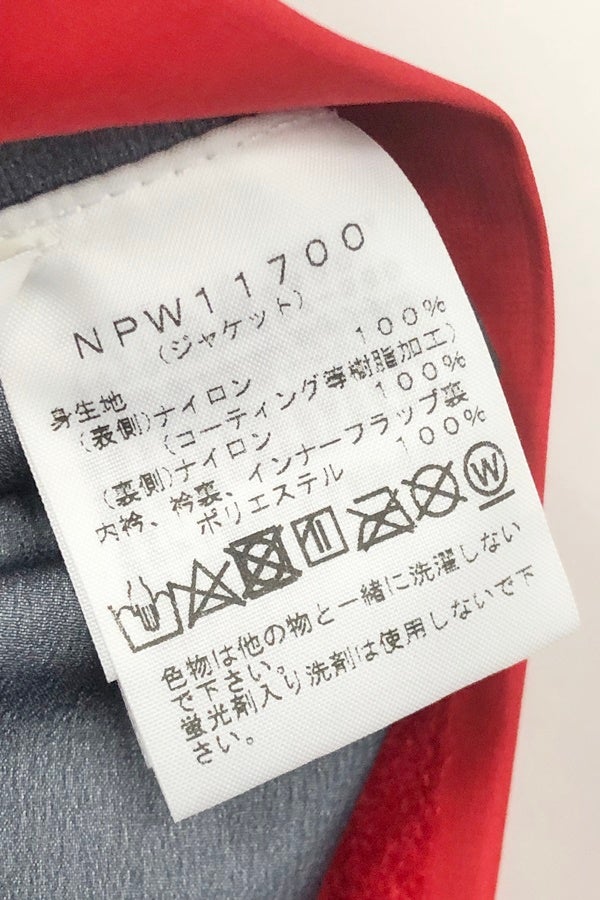 NPW11700
(ジャケット)
身生地
(表側)ナイロン 100%
(コーティング等樹脂加工)
(裏側)ナイロン 100%
内衿、衿裏、インナーフラップ裏
ポリエステル 100%
W
色物は他の物と一緒に洗濯しない
で下さい。
蛍光剤入り洗剤は使用しないで下
さい。